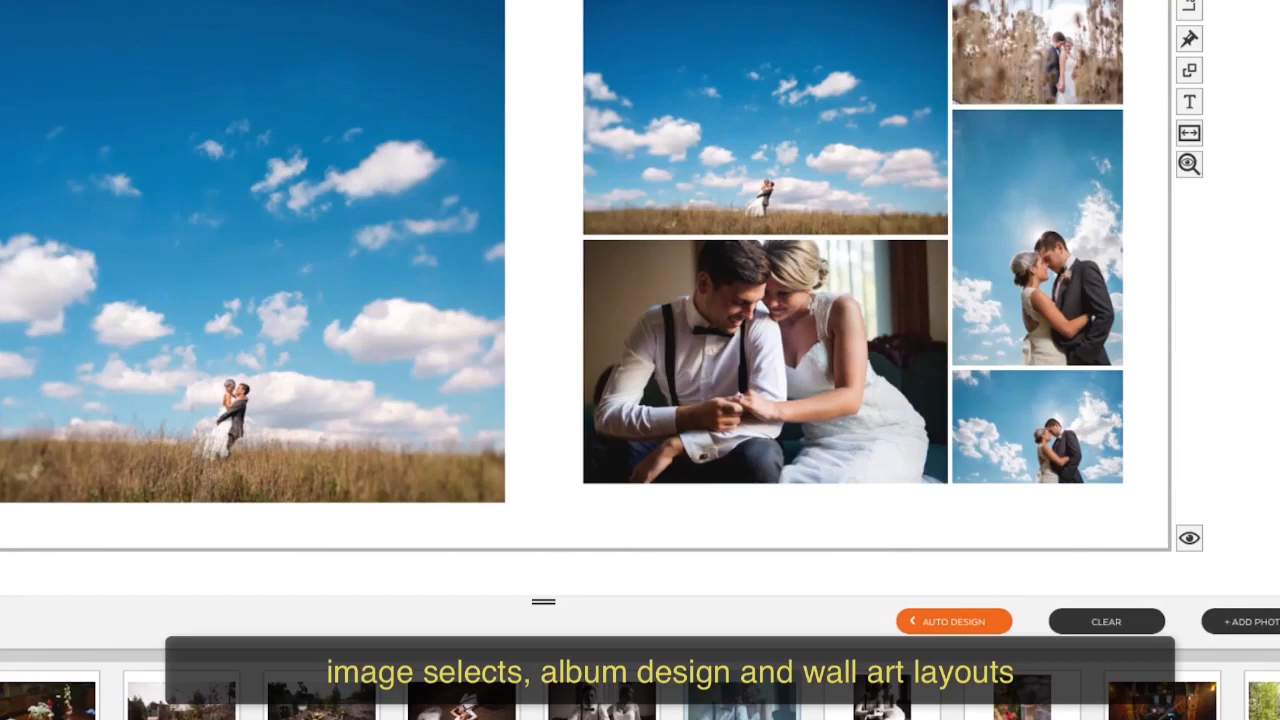 T
AUTO DESIGN
CLEAR
+ ADD PHOT
image selects, album design and wall art layouts